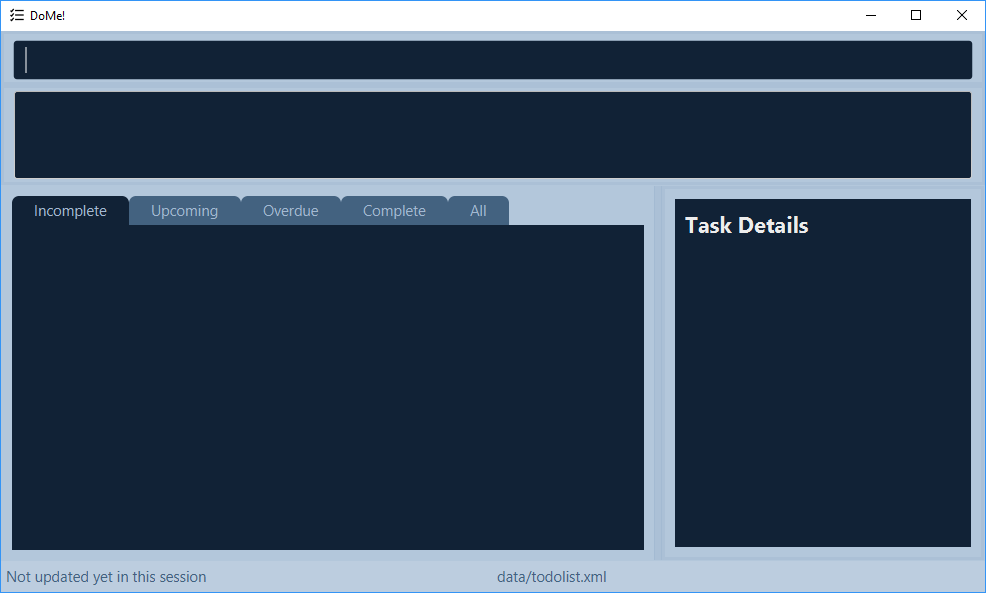 DoMe!
Incomplete Upcoming Overdue Complete All
Task Details
Not updated yet in this session data/todolist.xml